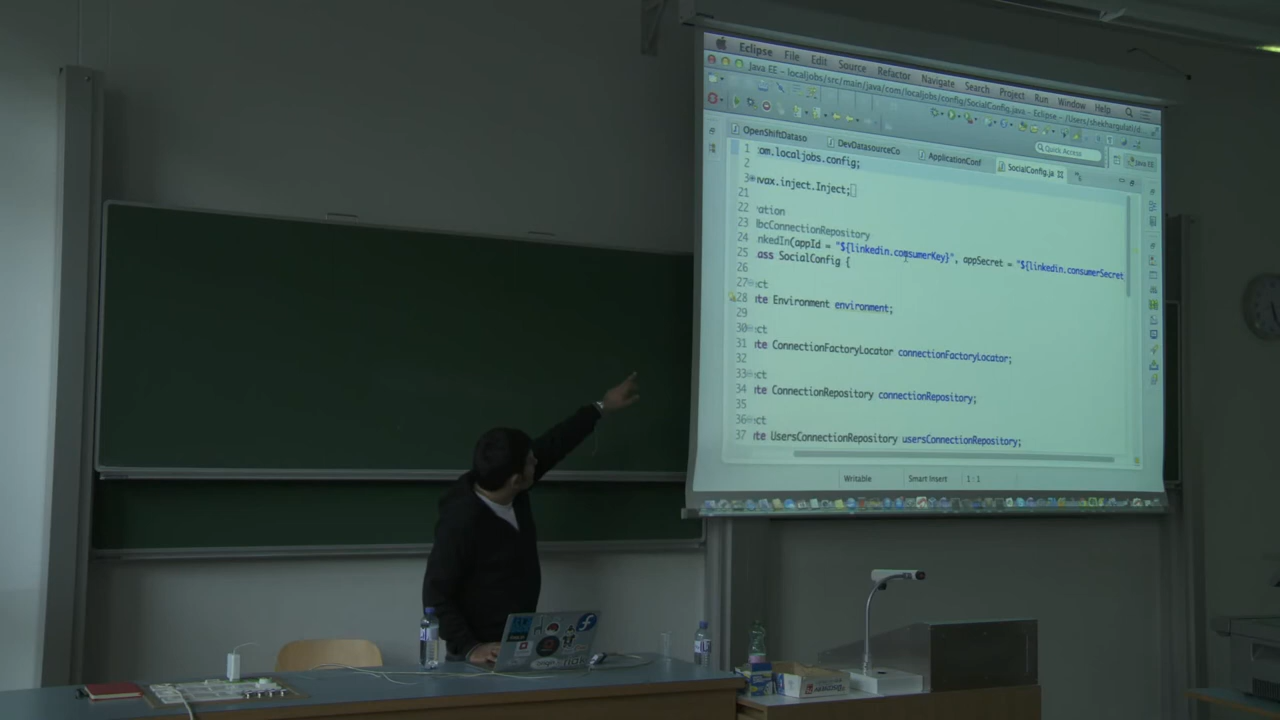 Eclipse File Edit Source Refactor Navigate Search Project Run Window Help
Java EE – localjobs/src/main/java/com/localjobs/config/SocialConfig.java – Eclipse – /Users/shekhargulati/d
Quick Access
Java EE
OpenShiftDataso DevDatasourceCo ApplicationConf SocialConfig.ja
1 om.localjobs.config;
2
3 vax.inject.Inject;
21
22 ation
23 dbcConnectionRepository
24 nkedIn(appId = "${linkedin.consumerKey}", appSecret = "${linkedin.consumerSecret
25 ass SocialConfig {
26
27 ct
28 te Environment environment;
29
30 ct
31 te ConnectionFactoryLocator connectionFactoryLocator;
32
33 ct
34 te ConnectionRepository connectionRepository;
35
36 ct
37 te UsersConnectionRepository usersConnectionRepository;
Writable Smart Insert 1 : 1